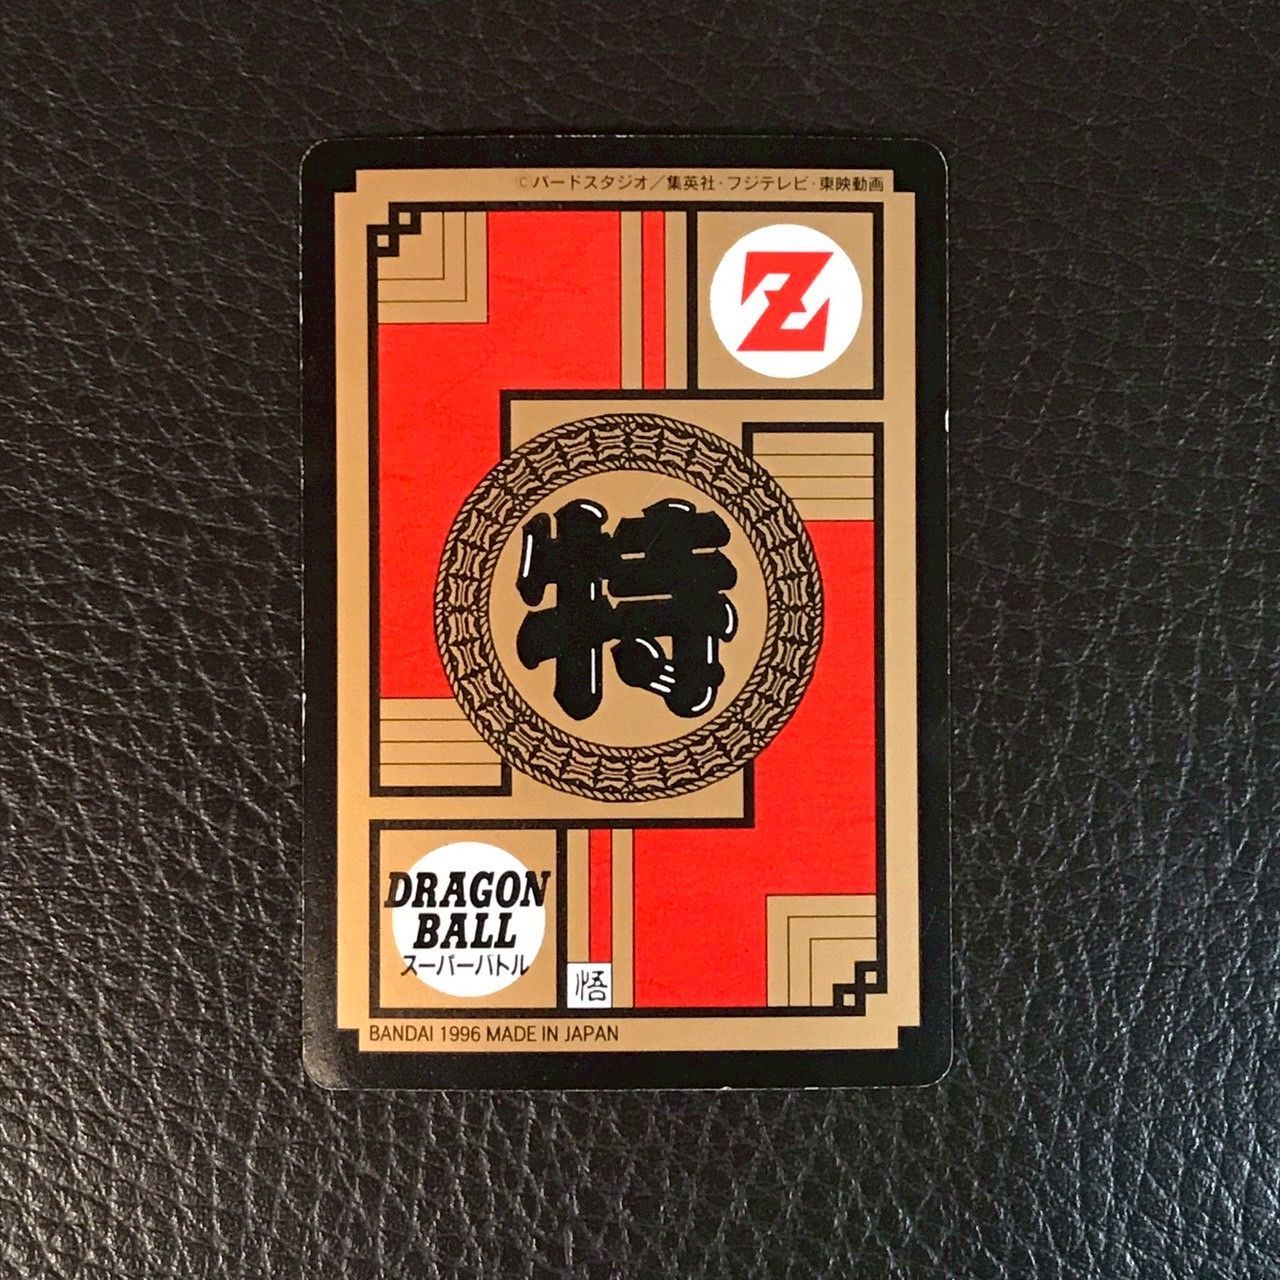 ©バードスタジオ／集英社・フジテレビ・東映動画
Z
特
DRAGON
BALL
スーパーバトル
悟
BANDAI 1996 MADE IN JAPAN